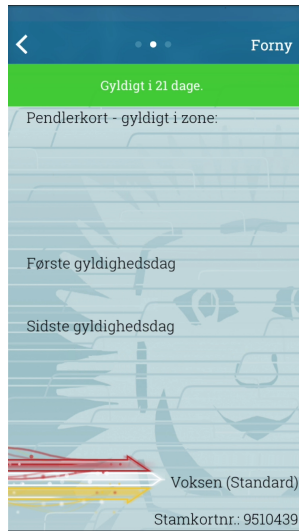 Forny
Gyldigt i 21 dage.
Pendlerkort - gyldigt i zone:
Første gyldighedsdag
Sidste gyldighedsdag
Voksen (Standard)
Stamkortnr.: 9510439